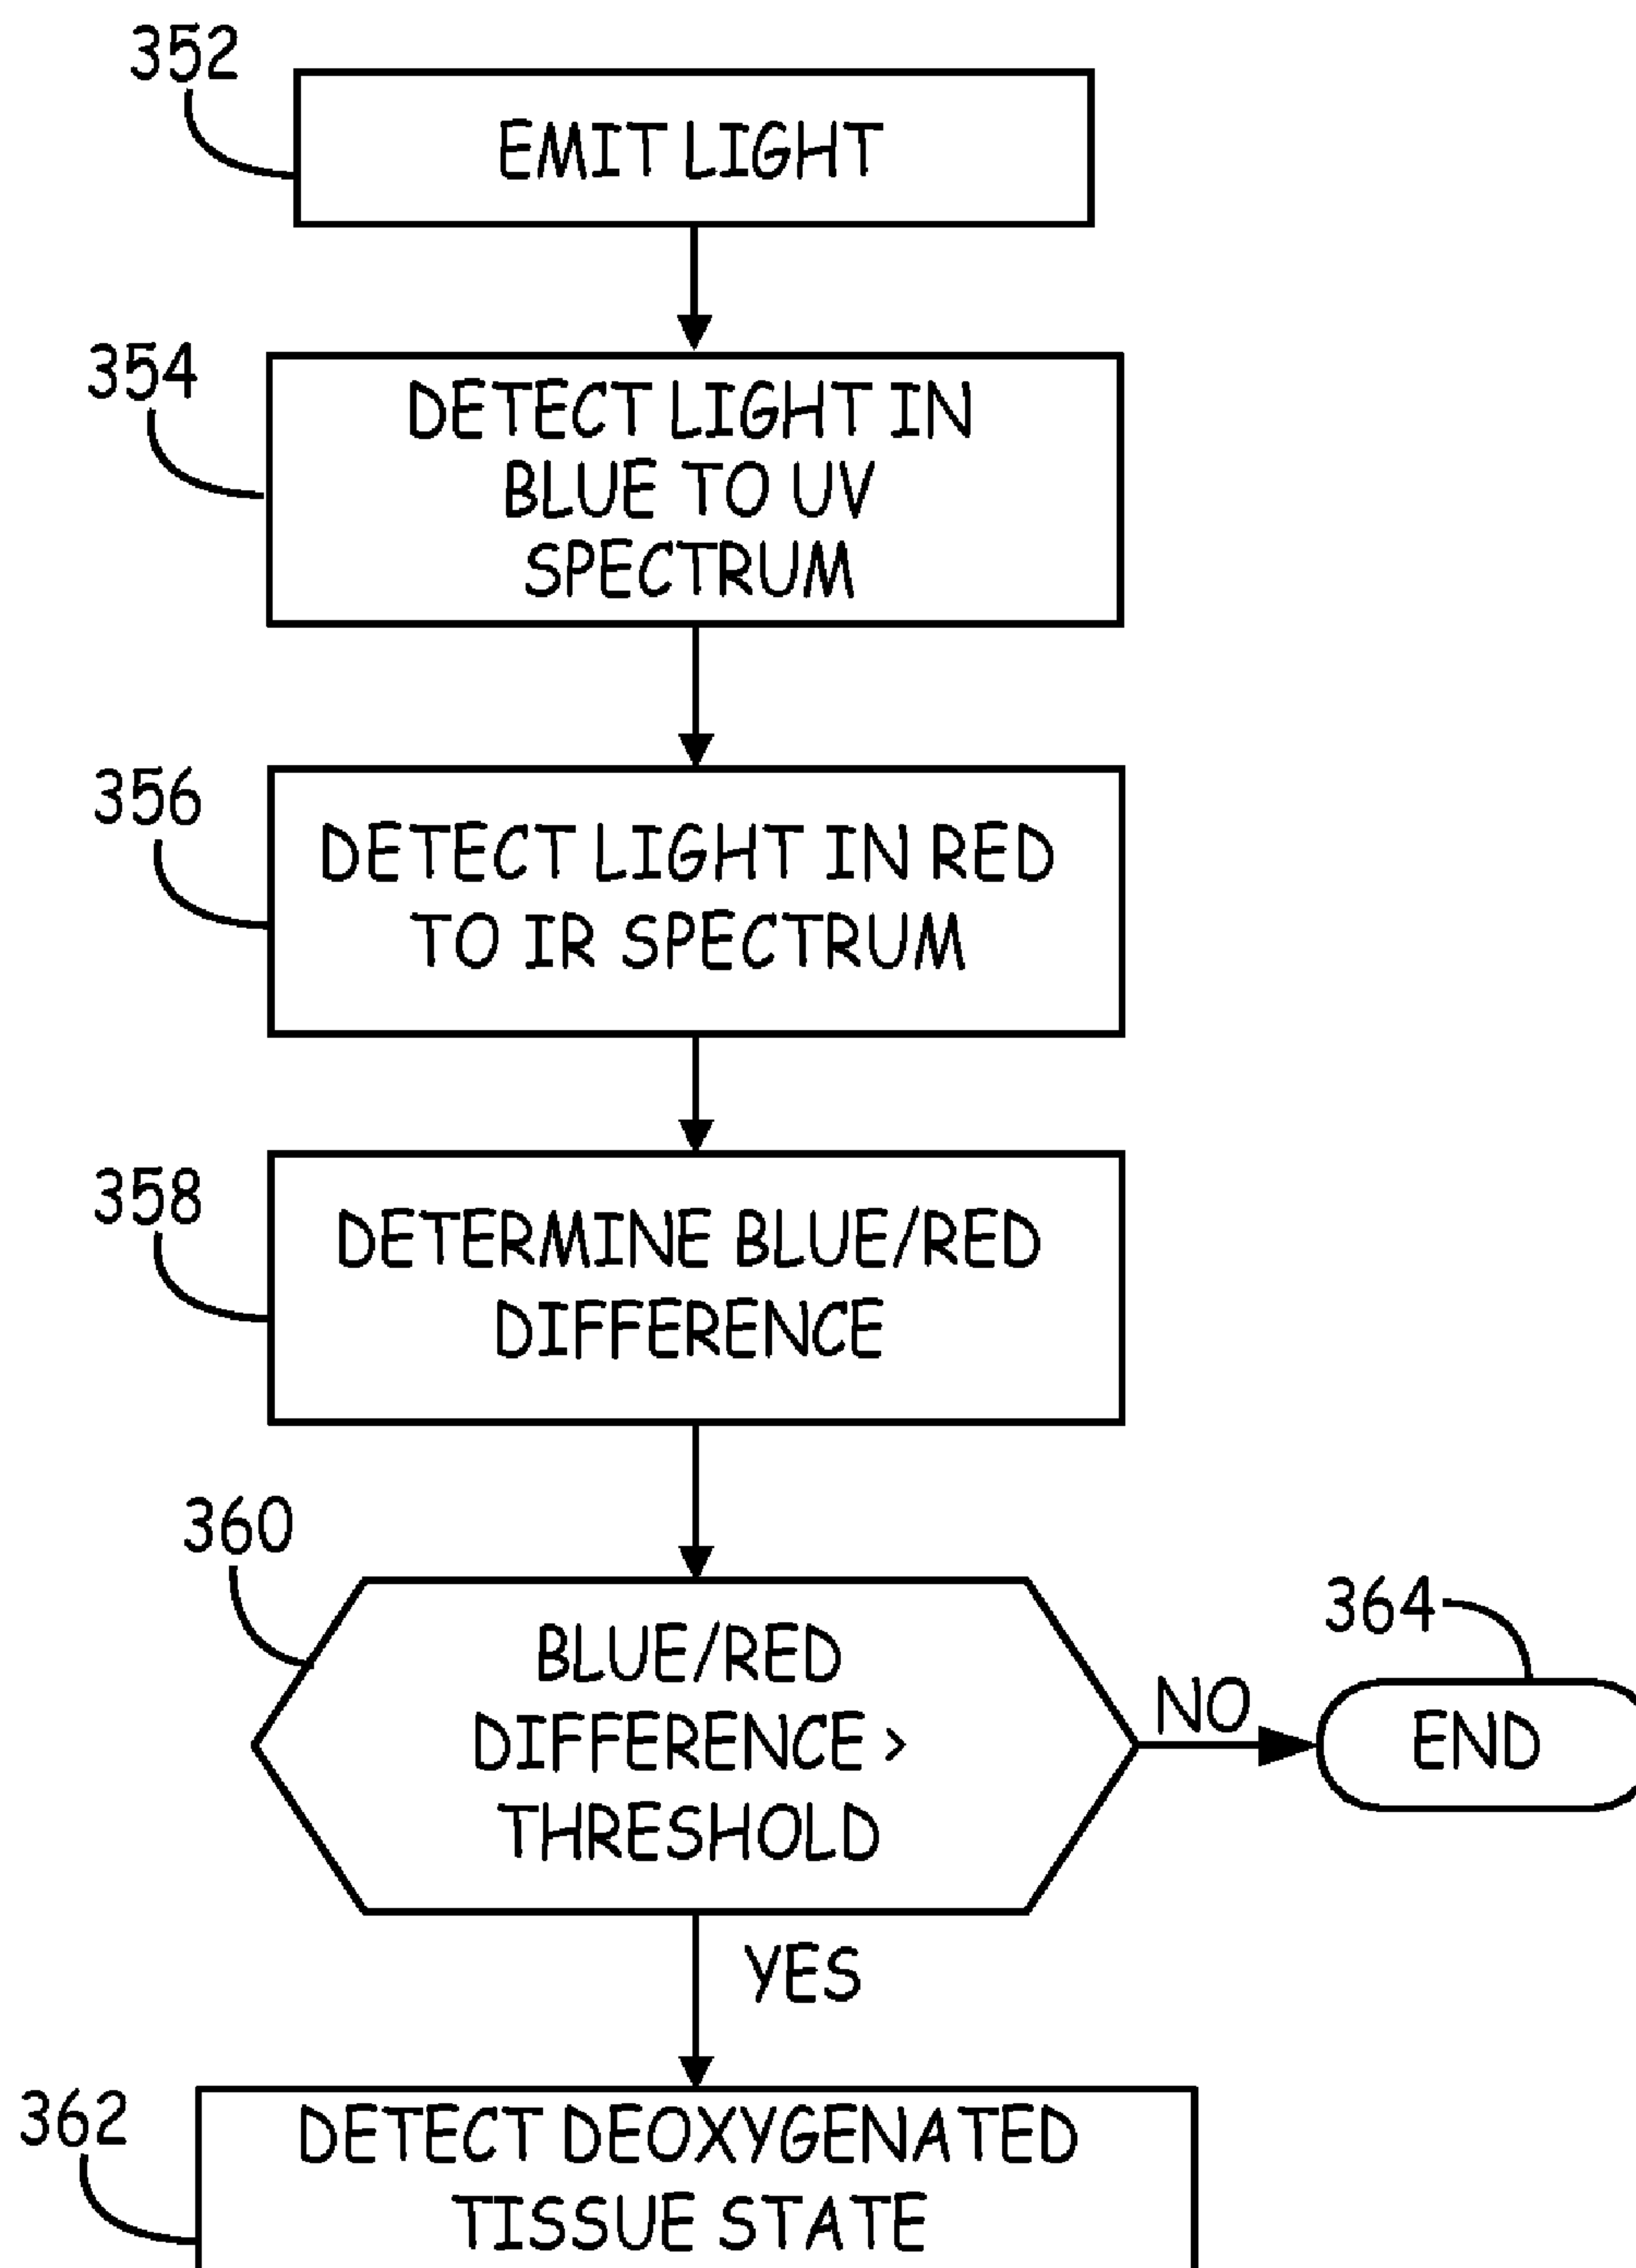 352
EMIT LIGHT
354
DETECT LIGHT IN
BLUE TO UV
SPECTRUM
356
DETECT LIGHT IN RED
TO IR SPECTRUM
358
DETERMINE BLUE/RED
DIFFERENCE
360
BLUE/RED
DIFFERENCE >
THRESHOLD
NO
364
END
YES
362
DETECT DEOXYGENATED
TISSUE STATE